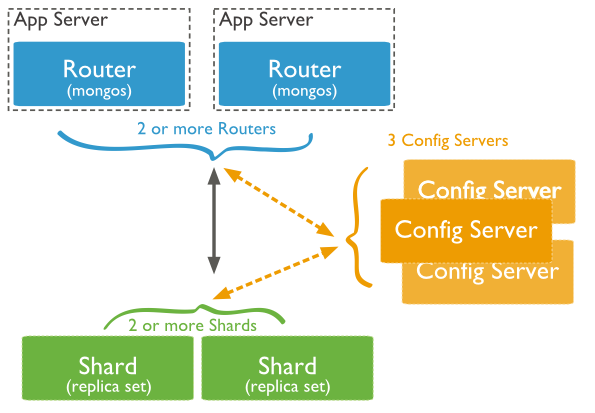 App Server
App Server
Router
(mongos)
Router
(mongos)
2 or more Routers
3 Config Servers
Config Server
Config Server
Config Server
2 or more Shards
Shard
(replica set)
Shard
(replica set)